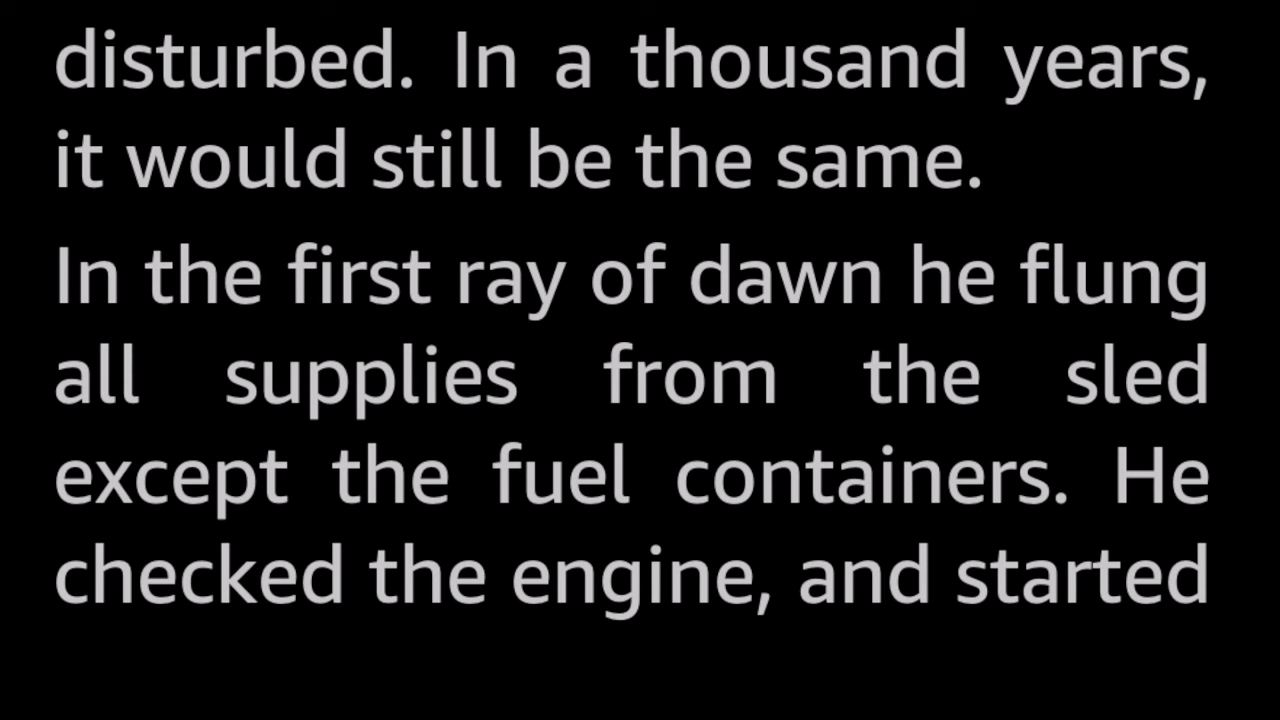 disturbed. In a thousand years,
it would still be the same.
In the first ray of dawn he flung
all supplies from the sled
except the fuel containers. He
checked the engine, and started